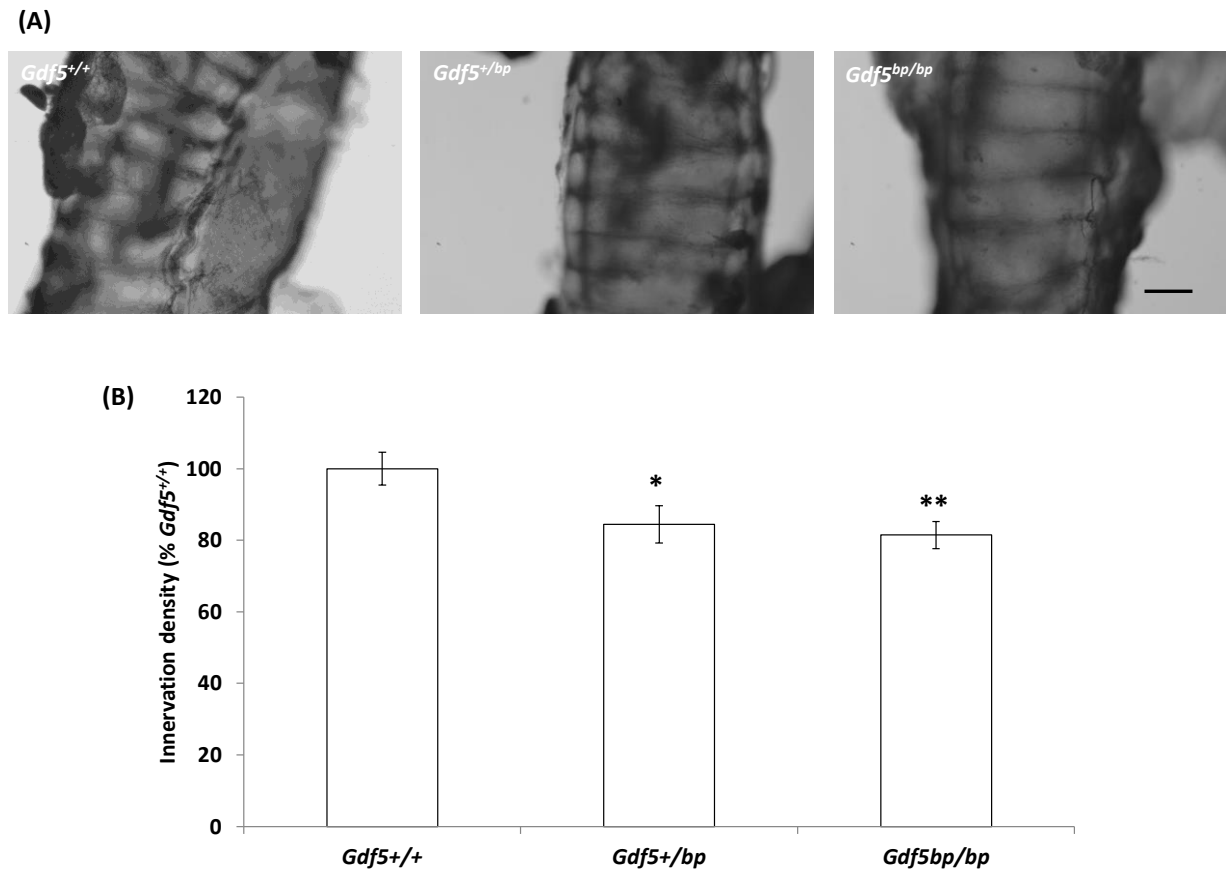 (A)
Gdf5+/+
Gdf5+/bp
Gdf5bp/bp
(B)
Innervation density (% Gdf5+/+)
120
100
80
60
40
20
0
*
**
Gdf5+/+
Gdf5+/bp
Gdf5bp/bp